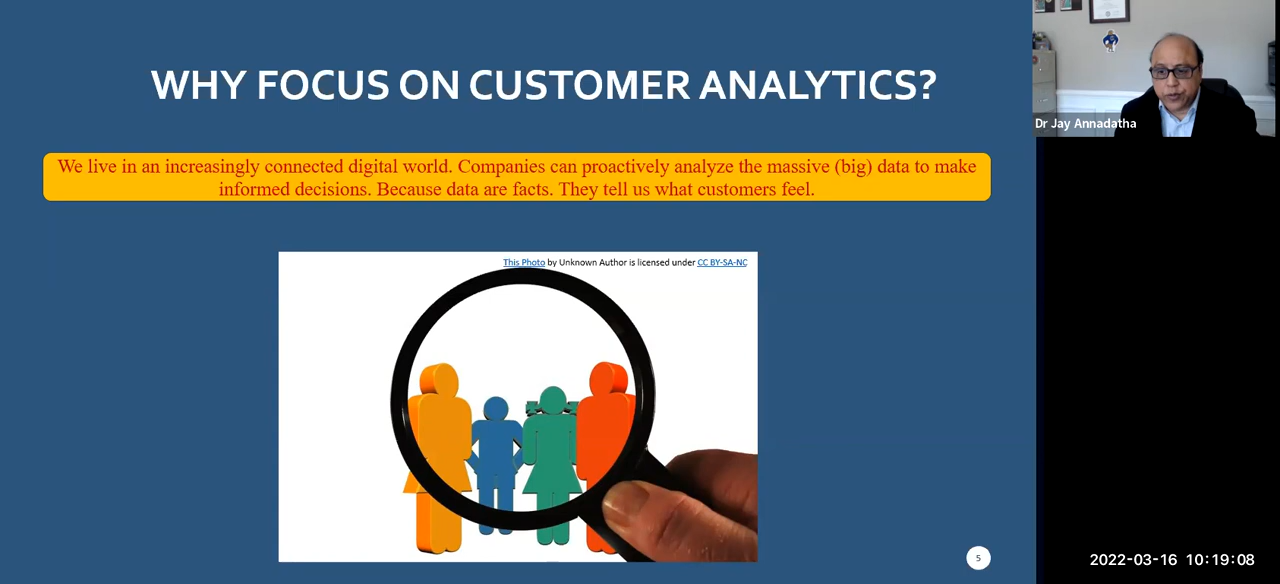 WHY FOCUS ON CUSTOMER ANALYTICS?
We live in an increasingly connected digital world. Companies can proactively analyze the massive (big) data to make
informed decisions. Because data are facts. They tell us what customers feel.
This Photo by Unknown Author is licensed under CC BY-SA-NC
5
Dr Jay Annadatha
2022-03-16 10:19:08